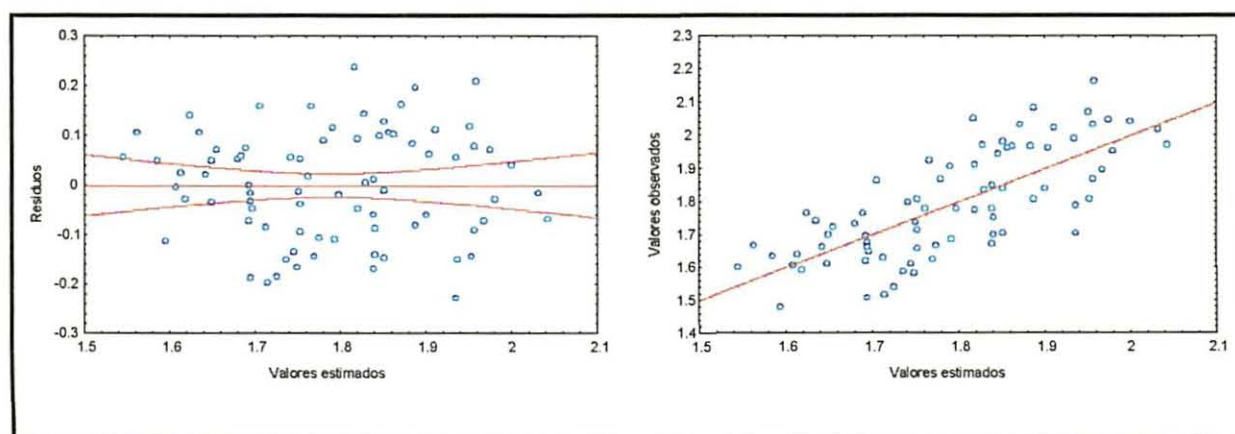 Residuos
0.3
0.2
0.1
0
-0.1
-0.2
-0.3
1.5 1.6 1.7 1.8 1.9 2 2.1
Valores estimados
Valores observados
2.3
2.2
2.1
2
1.9
1.8
1.7
1.6
1.5
1.4
1.5 1.6 1.7 1.8 1.9 2 2.1
Valores estimados